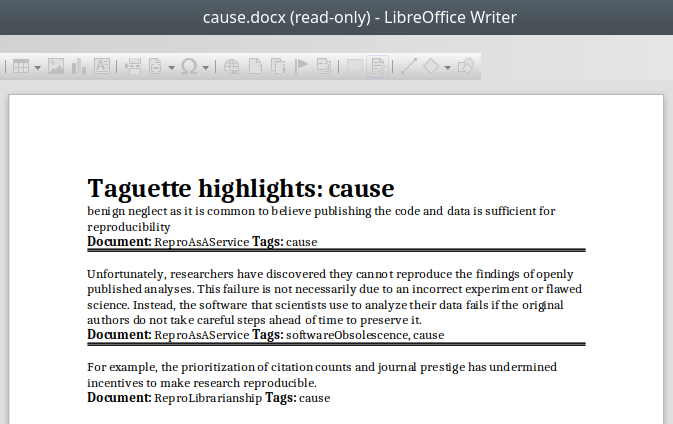 cause.docx (read-only) - LibreOffice Writer
Taguette highlights: cause
benign neglect as it is common to believe publishing the code and data is sufficient for
reproducibility
Document: ReproAsAService Tags: cause
Unfortunately, researchers have discovered they cannot reproduce the findings of openly
published analyses. This failure is not necessarily due to an incorrect experiment or flawed
science. Instead, the software that scientists use to analyze their data fails if the original
authors do not take careful steps ahead of time to preserve it.
Document: ReproAsAService Tags: softwareObsolescence, cause
For example, the prioritization of citation counts and journal prestige has undermined
incentives to make research reproducible.
Document: ReproLibrarianship Tags: cause